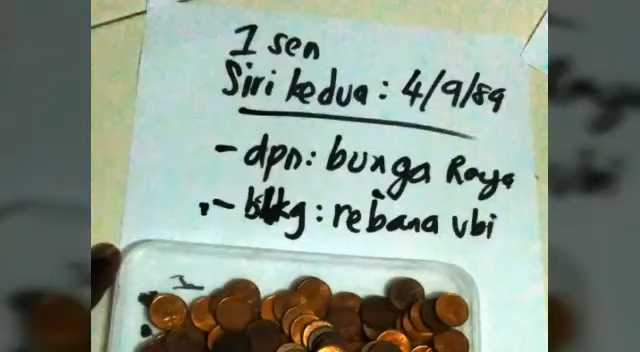 1 sen
Siri kedua: 4/9/89
- dpn: bunga Raya
- blkg: rebana ubi